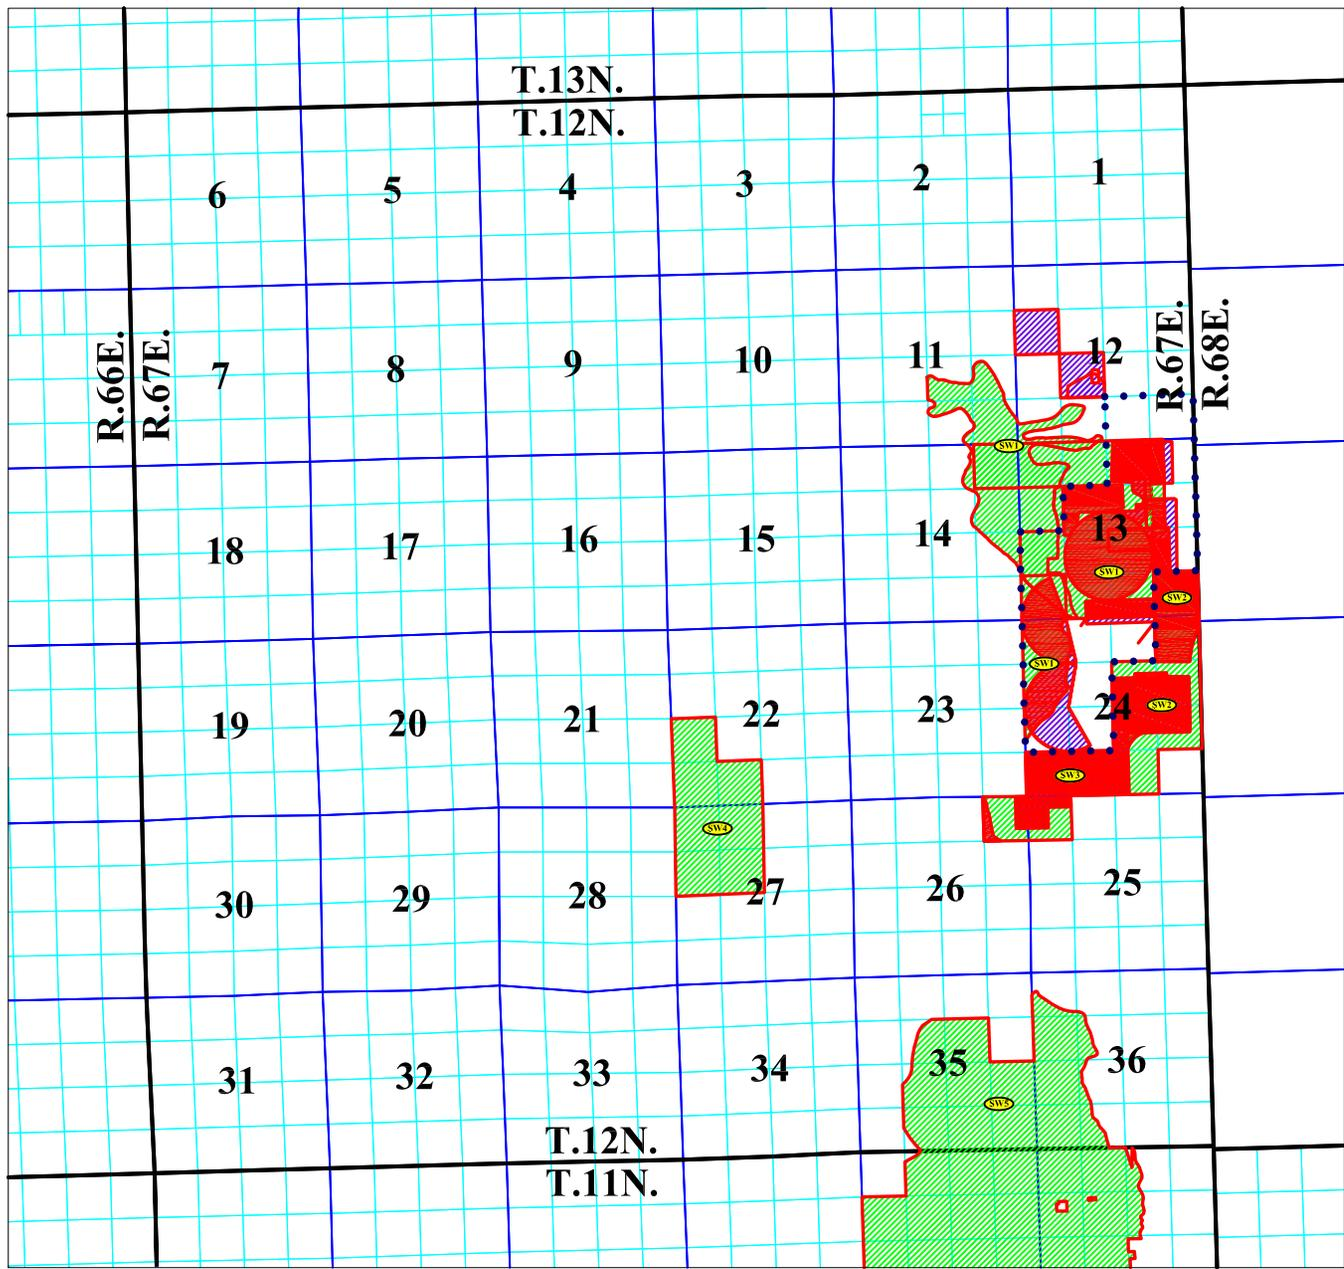 T.13N.
T.12N.
6 5 4 3 2 1
R.66E.
R.67E.
7 8 9 10 11 12
R.67E.
R.68E.
SW1
18 17 16 15 14 13
SW1
SW2
SW1
19 20 21 22 23 24
SW2
SW3
SW4
30 29 28 27 26 25
31 32 33 34 35 36
SW5
T.12N.
T.11N.